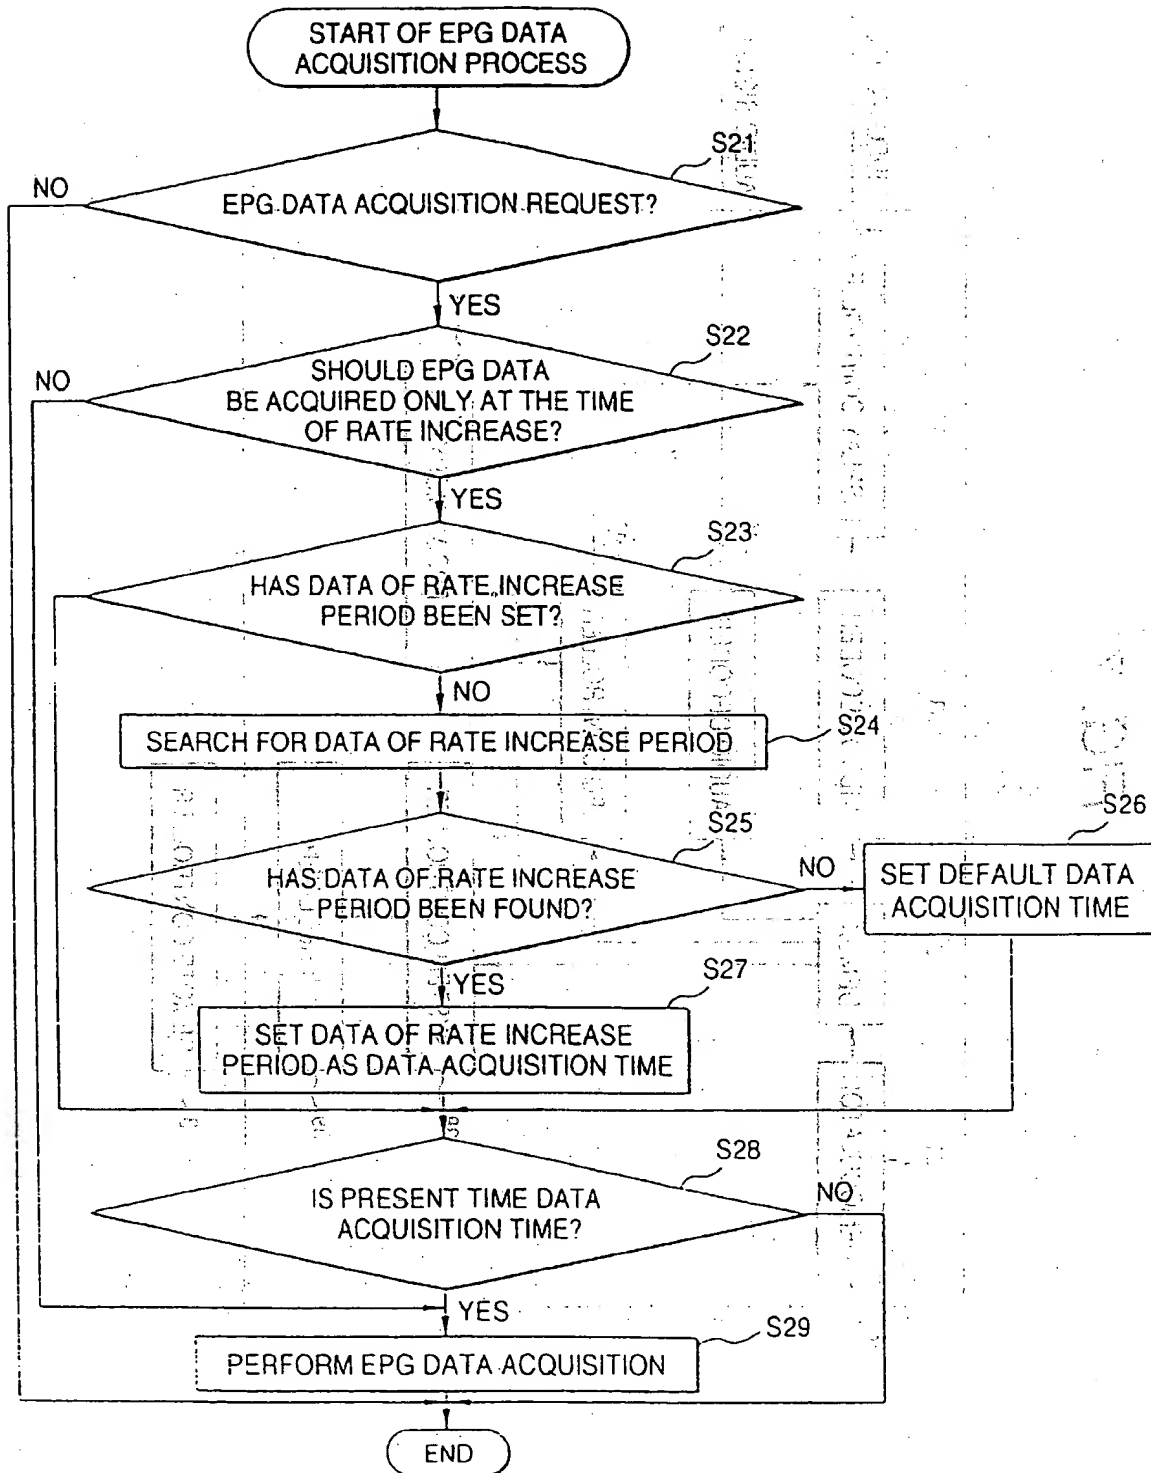 START OF EPG DATA
ACQUISITION PROCESS
S21
NO
EPG DATA ACQUISITION REQUEST?
YES
S22
NO
SHOULD EPG DATA
BE ACQUIRED ONLY AT THE TIME
OF RATE INCREASE?
YES
S23
HAS DATA OF RATE INCREASE
PERIOD BEEN SET?
NO
S24
SEARCH FOR DATA OF RATE INCREASE PERIOD
S25
S26
HAS DATA OF RATE INCREASE
PERIOD BEEN FOUND?
NO
SET DEFAULT DATA
ACQUISITION TIME
YES
S27
SET DATA OF RATE INCREASE
PERIOD AS DATA ACQUISITION TIME
S28
IS PRESENT TIME DATA
ACQUISITION TIME?
NO
YES
S29
PERFORM EPG DATA ACQUISITION
END